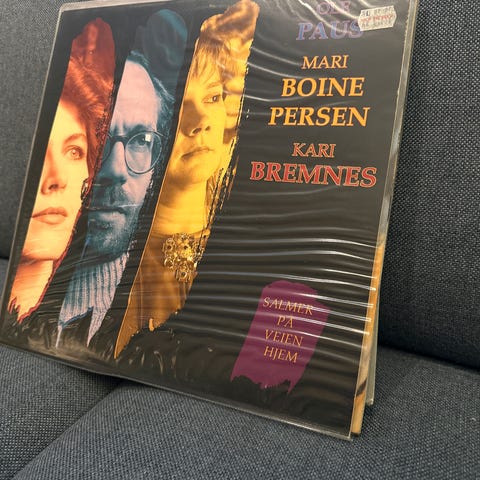 OLE
PAUS
MARI
BOINE
PERSEN
KARI
BREMNES
SALMER
PÅ
VEIEN
HJEM